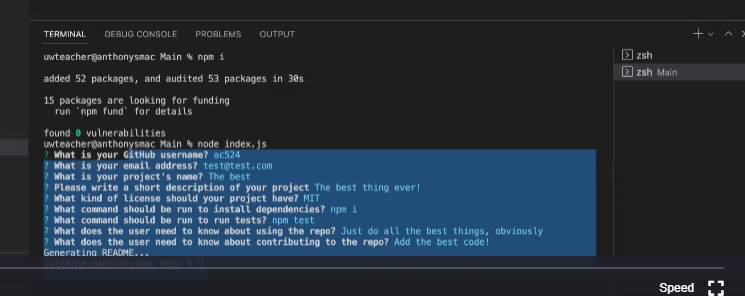 TERMINAL DEBUG CONSOLE PROBLEMS OUTPUT
zsh
zsh Main
uwteacher@anthonysmac Main % npm i
added 52 packages, and audited 53 packages in 30s
15 packages are looking for funding
run `npm fund` for details
found 0 vulnerabilities
uwteacher@anthonysmac Main % node index.js
? What is your GitHub username? ac524
? What is your email address? test@test.com
? What is your project's name? The best
? Please write a short description of your project The best thing ever!
? What kind of license should your project have? MIT
? What command should be run to install dependencies? npm i
? What command should be run to run tests? npm test
? What does the user need to know about using the repo? Just do all the best things, obviously
? What does the user need to know about contributing to the repo? Add the best code!
Generating README...
uwteacher@anthonysmac Main %
Speed